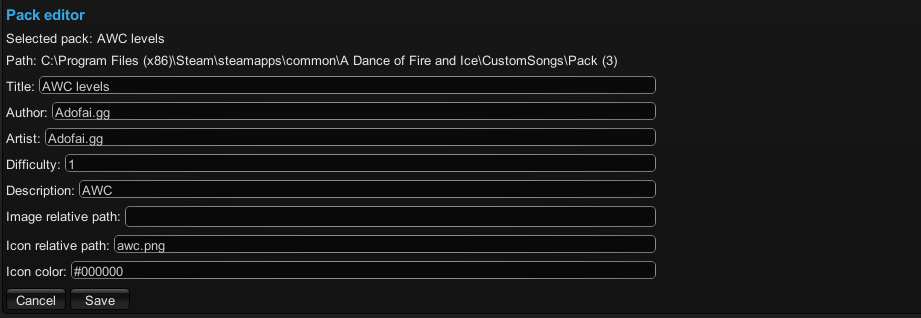 Pack editor
Selected pack: AWC levels
Path: C:\Program Files (x86)\Steam\steamapps\common\A Dance of Fire and Ice\CustomSongs\Pack (3)
Title: AWC levels
Author: Adofai.gg
Artist: Adofai.gg
Difficulty: 1
Description: AWC
Image relative path:
Icon relative path: awc.png
Icon color: #000000
Cancel Save